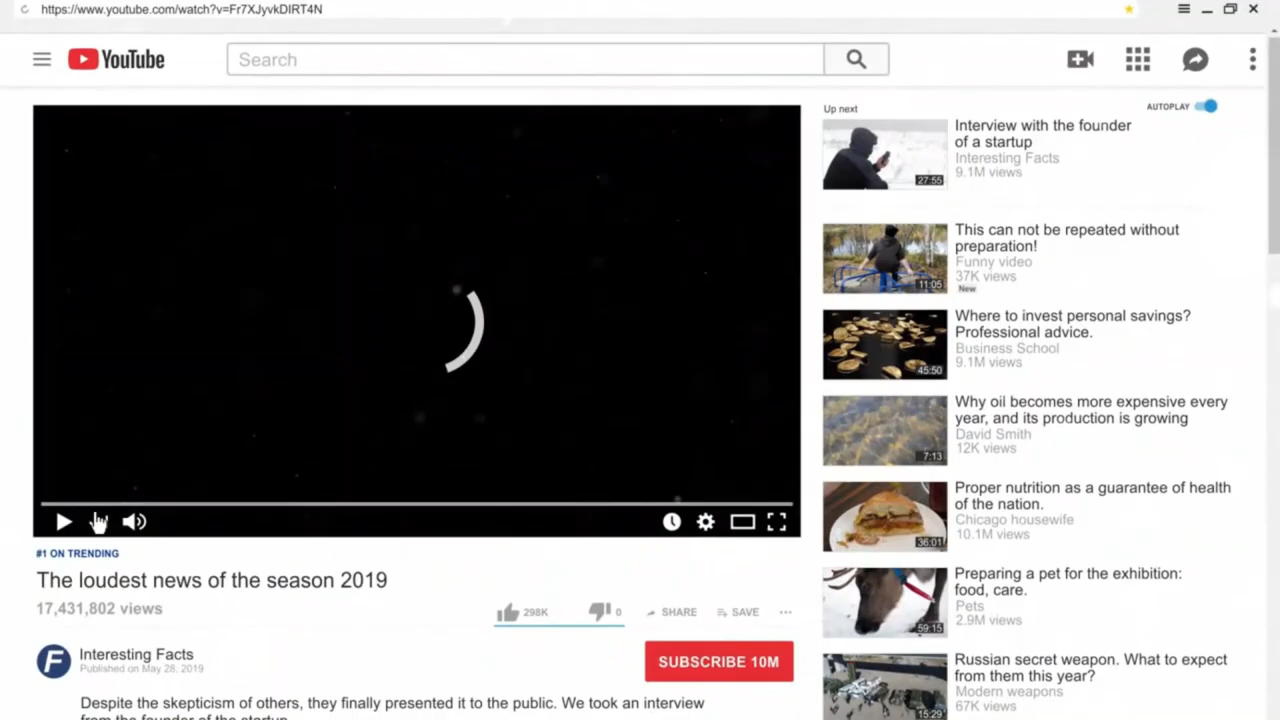 https://www.youtube.com/watch?v=Fr7XJyvkDIRT4N
YouTube
Search
Up next
AUTOPLAY
Interview with the founder
of a startup
Interesting Facts
9.1M views
27:55
This can not be repeated without
preparation!
Funny video
37K views
New
11:05
Where to invest personal savings?
Professional advice.
Business School
9.1M views
45:50
Why oil becomes more expensive every
year, and its production is growing
David Smith
12K views
7:13
Proper nutrition as a guarantee of health
of the nation.
Chicago housewife
10.1M views
36:01
Preparing a pet for the exhibition:
food, care.
Pets
2.9M views
59:15
Russian secret weapon. What to expect
from them this year?
Modern weapons
67K views
15:29
#1 ON TRENDING
The loudest news of the season 2019
17,431,802 views
298K
0
SHARE
SAVE
F
Interesting Facts
Published on May 28, 2019
SUBSCRIBE 10M
Despite the skepticism of others, they finally presented it to the public. We took an interview
from the founder of the startup